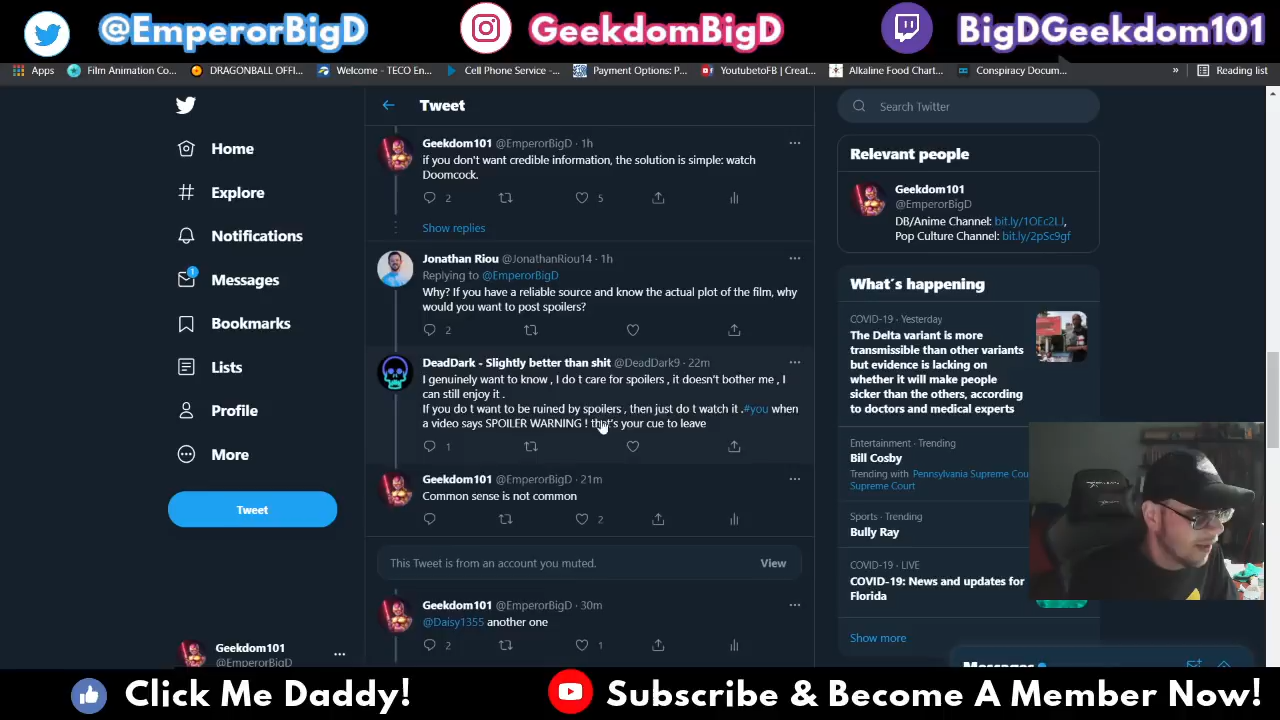 @EmperorBigD
GeekdomBigD
BigDGeekdom101
Apps
Film Animation Co...
DRAGONBALL OFFI...
Welcome - TECO En...
Cell Phone Service -...
Payment Options: P...
YoutubetoFB | Creat...
Alkaline Food Chart...
Conspiracy Docum...
»
Reading list
Home
Explore
Notifications
1
Messages
Bookmarks
Lists
Profile
More
Tweet
Geekdom101
@EmperorBigD
...
Tweet
Geekdom101 @EmperorBigD · 1h
if you don't want credible information, the solution is simple: watch
Doomcock.
2 5
Show replies
Jonathan Riou @JonathanRiou14 · 1h
Replying to @EmperorBigD
Why? If you have a reliable source and know the actual plot of the film, why
would you want to post spoilers?
2
DeadDark - Slightly better than shit @DeadDark9 · 22m
I genuinely want to know , I do t care for spoilers , it doesn't bother me , I
can still enjoy it .
If you do t want to be ruined by spoilers , then just do t watch it .#you when
a video says SPOILER WARNING ! that's your cue to leave
1
Geekdom101 @EmperorBigD · 21m
Common sense is not common
2
This Tweet is from an account you muted.
View
Geekdom101 @EmperorBigD · 30m
@Daisy1355 another one
2 1
Search Twitter
Relevant people
Geekdom101
@EmperorBigD
DB/Anime Channel: bit.ly/1OEc2LJ,
Pop Culture Channel: bit.ly/2pSc9gf
What's happening
COVID-19 · Yesterday
The Delta variant is more
transmissible than other variants
but evidence is lacking on
whether it will make people
sicker than the others, according
to doctors and medical experts
Entertainment · Trending
Bill Cosby
Trending with Pennsylvania Supreme Cou
Supreme Court
Sports · Trending
Bully Ray
COVID-19 · LIVE
COVID-19: News and updates for
Florida
Show more
Messages
Click Me Daddy!
Subscribe & Become A Member Now!